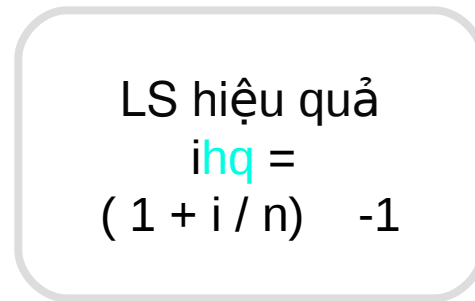 LS hiệu quả
ihq =
( 1 + i / n) -1